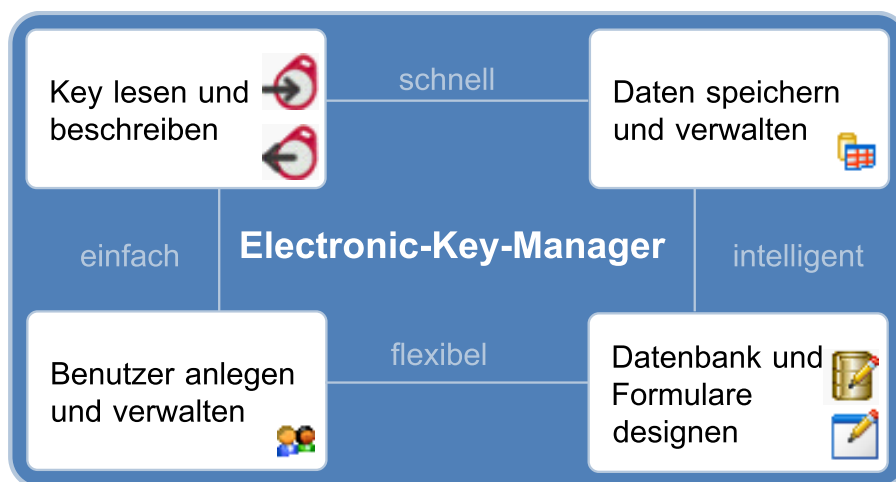 Key lesen und
beschreiben
schnell
Daten speichern
und verwalten
einfach
Electronic-Key-Manager
intelligent
Benutzer anlegen
und verwalten
flexibel
Datenbank und
Formulare
designen